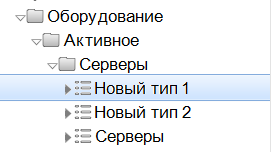 Оборудование
Активное
Серверы
Новый тип 1
Новый тип 2
Серверы